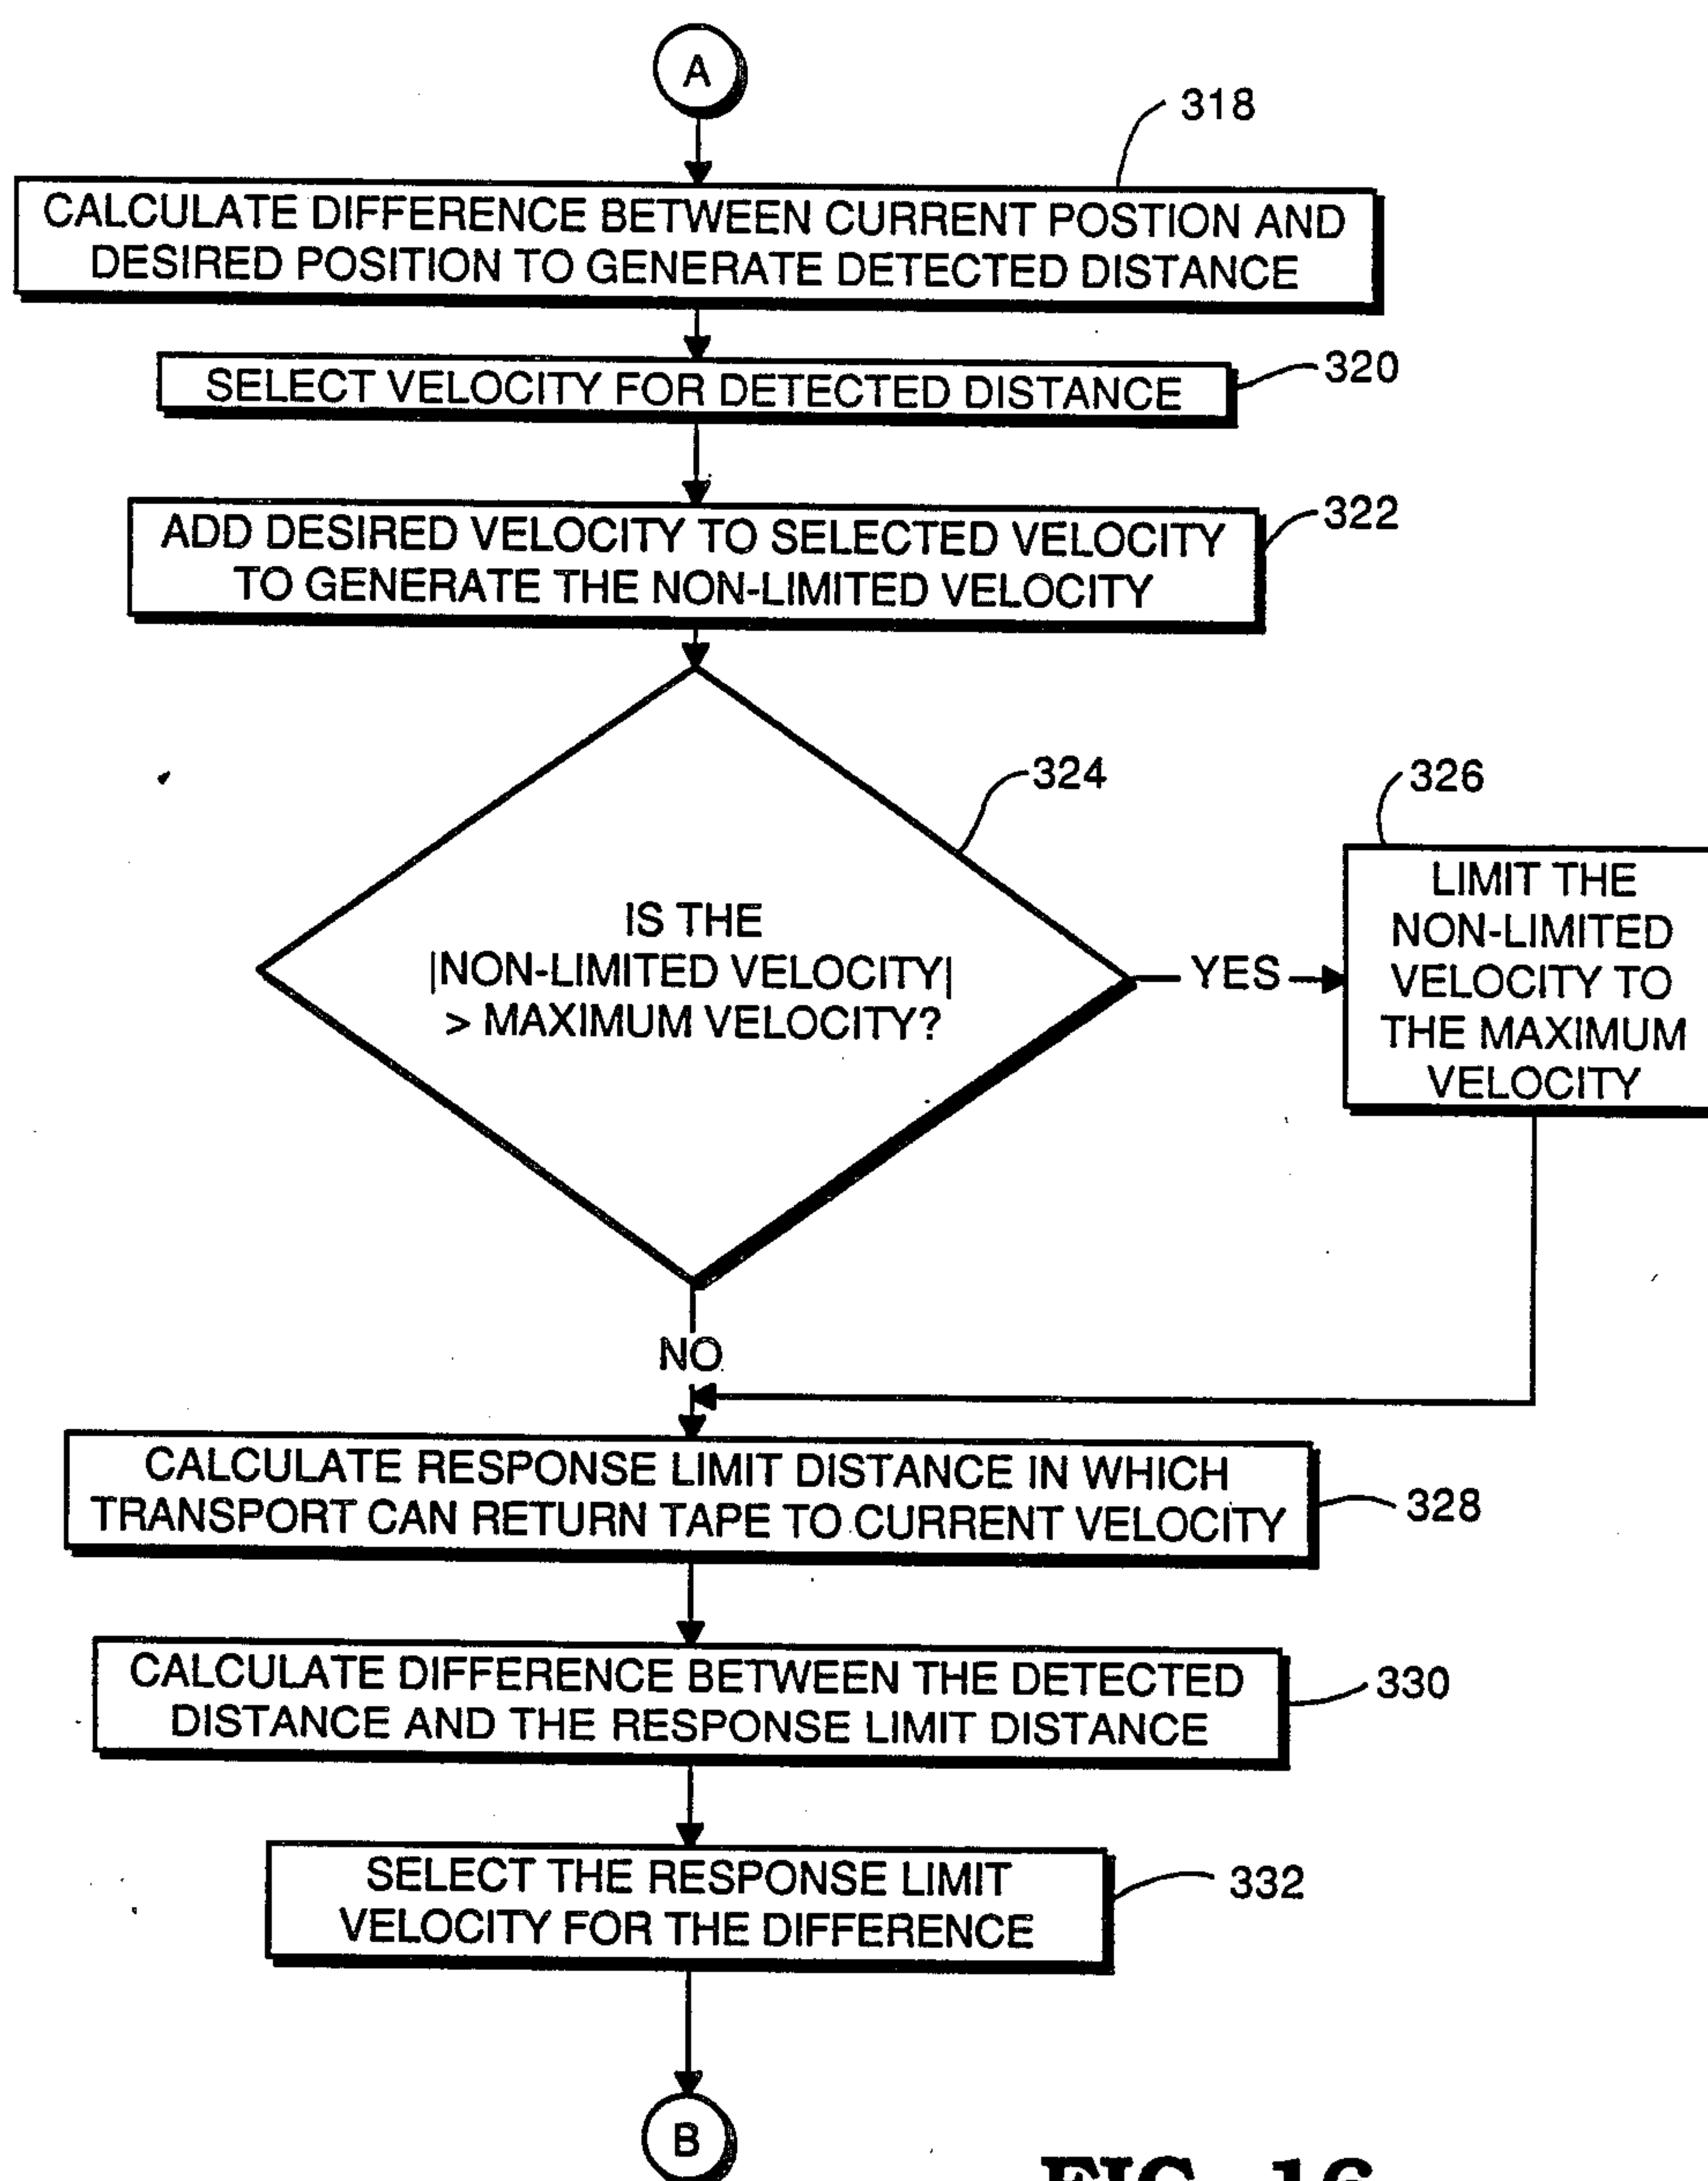 A
318
CALCULATE DIFFERENCE BETWEEN CURRENT POSTION AND
DESIRED POSITION TO GENERATE DETECTED DISTANCE
SELECT VELOCITY FOR DETECTED DISTANCE
320
ADD DESIRED VELOCITY TO SELECTED VELOCITY
TO GENERATE THE NON-LIMITED VELOCITY
322
324
IS THE
|NON-LIMITED VELOCITY|
> MAXIMUM VELOCITY?
YES
326
LIMIT THE
NON-LIMITED
VELOCITY TO
THE MAXIMUM
VELOCITY
NO
CALCULATE RESPONSE LIMIT DISTANCE IN WHICH
TRANSPORT CAN RETURN TAPE TO CURRENT VELOCITY
328
CALCULATE DIFFERENCE BETWEEN THE DETECTED
DISTANCE AND THE RESPONSE LIMIT DISTANCE
330
SELECT THE RESPONSE LIMIT
VELOCITY FOR THE DIFFERENCE
332
B
FIG. 16